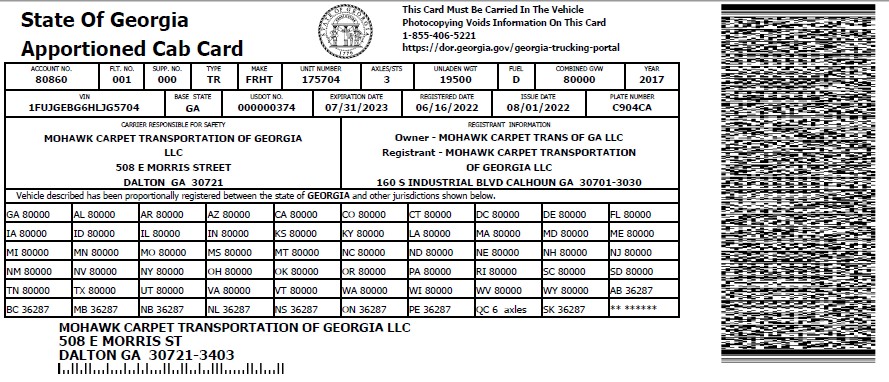 State Of Georgia
Apportioned Cab Card
This Card Must Be Carried In The Vehicle
Photocopying Voids Information On This Card
1-855-406-5221
https://dor.georgia.gov/georgia-trucking-portal
ACCOUNT NO. FLT. NO. SUPP. NO. TYPE MAKE UNIT NUMBER AXLES/STS UNLADEN WGT FUEL COMBINED GVW YEAR
80860 001 000 TR FRHT 175704 3 19500 D 80000 2017
VIN BASE STATE USDOT NO. EXPIRATION DATE REGISTERED DATE ISSUE DATE PLATE NUMBER
1FUJGEBG6HLJG5704 GA 000000374 07/31/2023 06/16/2022 08/01/2022 C904CA
CARRIER RESPONSIBLE FOR SAFETY
MOHAWK CARPET TRANSPORTATION OF GEORGIA
LLC
508 E MORRIS STREET
DALTON GA 30721
REGISTRANT INFORMATION
Owner - MOHAWK CARPET TRANS OF GA LLC
Registrant - MOHAWK CARPET TRANSPORTATION
OF GEORGIA LLC
160 S INDUSTRIAL BLVD CALHOUN GA 30701-3030
Vehicle described has been proportionally registered between the state of GEORGIA and other jurisdictions shown below.
GA 80000 AL 80000 AR 80000 AZ 80000 CA 80000 CO 80000 CT 80000 DC 80000 DE 80000 FL 80000
IA 80000 ID 80000 IL 80000 IN 80000 KS 80000 KY 80000 LA 80000 MA 80000 MD 80000 ME 80000
MI 80000 MN 80000 MO 80000 MS 80000 MT 80000 NC 80000 ND 80000 NE 80000 NH 80000 NJ 80000
NM 80000 NV 80000 NY 80000 OH 80000 OK 80000 OR 80000 PA 80000 RI 80000 SC 80000 SD 80000
TN 80000 TX 80000 UT 80000 VA 80000 VT 80000 WA 80000 WI 80000 WV 80000 WY 80000 AB 36287
BC 36287 MB 36287 NB 36287 NL 36287 NS 36287 ON 36287 PE 36287 QC 6 axles SK 36287 ** ******
MOHAWK CARPET TRANSPORTATION OF GEORGIA LLC
508 E MORRIS ST
DALTON GA 30721-3403